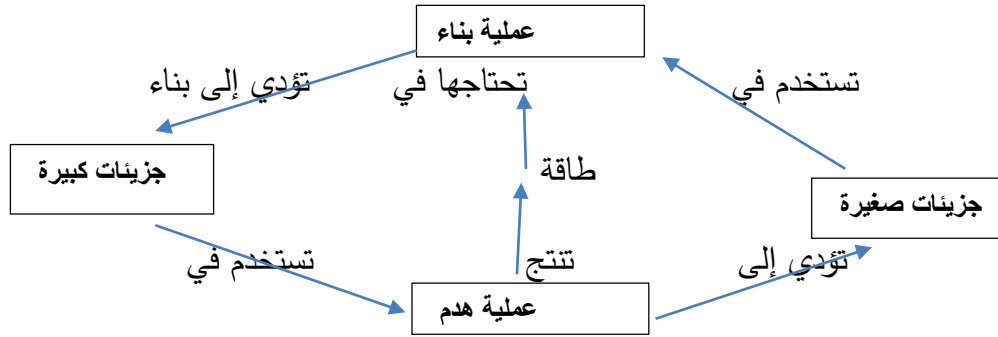 عملية بناء
تستخدم في
تحتاجها في
تؤدي إلى بناء
جزيئات كبيرة
طاقة
جزيئات صغيرة
تؤدي إلى
تنتج
تستخدم في
عملية هدم